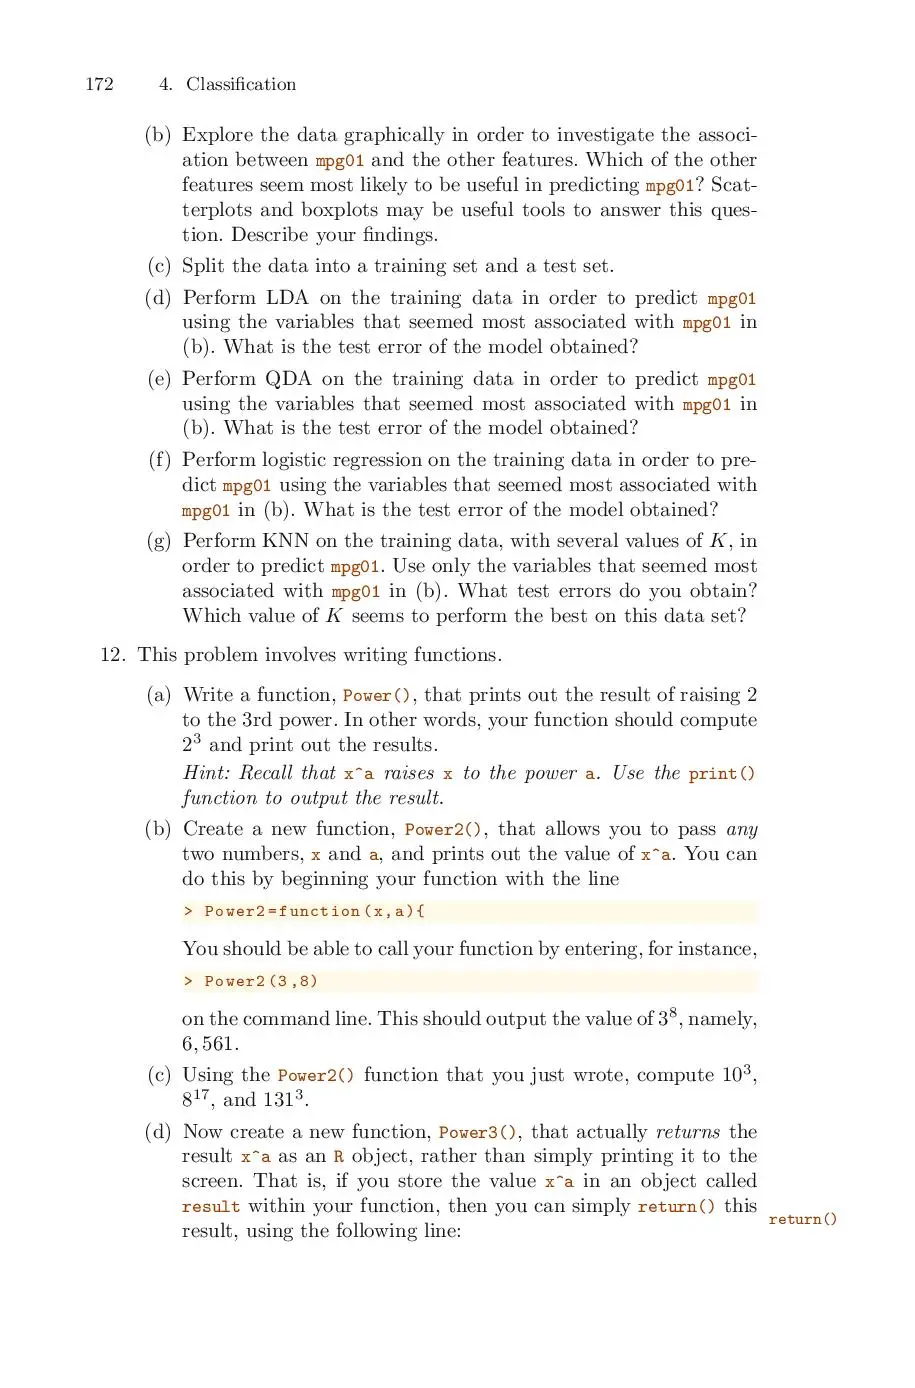 172 4. Classification
(b) Explore the data graphically in order to investigate the associ-
ation between mpg01 and the other features. Which of the other
features seem most likely to be useful in predicting mpg01? Scat-
terplots and boxplots may be useful tools to answer this ques-
tion. Describe your findings.
(c) Split the data into a training set and a test set.
(d) Perform LDA on the training data in order to predict mpg01
using the variables that seemed most associated with mpg01 in
(b). What is the test error of the model obtained?
(e) Perform QDA on the training data in order to predict mpg01
using the variables that seemed most associated with mpg01 in
(b). What is the test error of the model obtained?
(f) Perform logistic regression on the training data in order to pre-
dict mpg01 using the variables that seemed most associated with
mpg01 in (b). What is the test error of the model obtained?
(g) Perform KNN on the training data, with several values of K, in
order to predict mpg01. Use only the variables that seemed most
associated with mpg01 in (b). What test errors do you obtain?
Which value of K seems to perform the best on this data set?
12. This problem involves writing functions.
(a) Write a function, Power(), that prints out the result of raising 2
to the 3rd power. In other words, your function should compute
2³ and print out the results.
Hint: Recall that x^a raises x to the power a. Use the print()
function to output the result.
(b) Create a new function, Power2(), that allows you to pass any
two numbers, x and a, and prints out the value of x^a. You can
do this by beginning your function with the line
> Power2=function(x,a){
You should be able to call your function by entering, for instance,
> Power2(3,8)
on the command line. This should output the value of 3⁸, namely,
6,561.
(c) Using the Power2() function that you just wrote, compute 10³,
8¹⁷, and 131³.
(d) Now create a new function, Power3(), that actually returns the
result x^a as an R object, rather than simply printing it to the
screen. That is, if you store the value x^a in an object called
result within your function, then you can simply return() this
return()
result, using the following line: